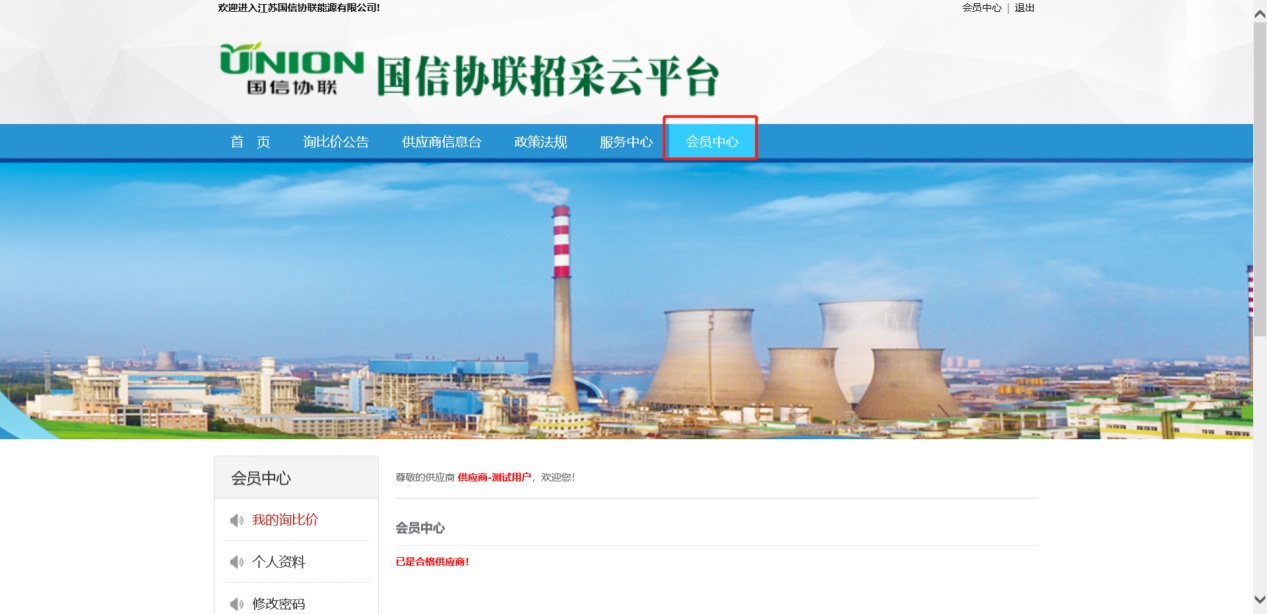 欢迎进入江苏国信协联能源有限公司!
会员中心 | 退出
UNION
国信协联
国信协联招采云平台
首 页 询比价公告 供应商信息台 政策法规 服务中心 会员中心
会员中心
我的询比价
个人资料
修改密码
尊敬的供应商 供应商-测试用户，欢迎您!
会员中心
已是合格供应商!